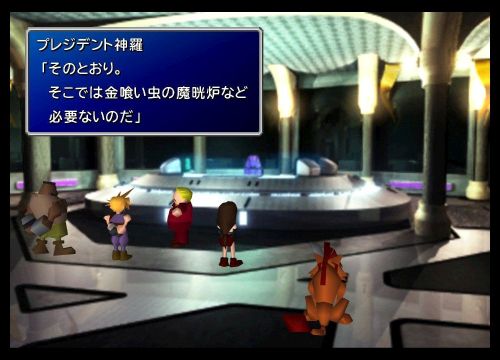 プレジデント神羅
「そのとおり。
そこでは金喰い虫の魔晄炉など
必要ないのだ」